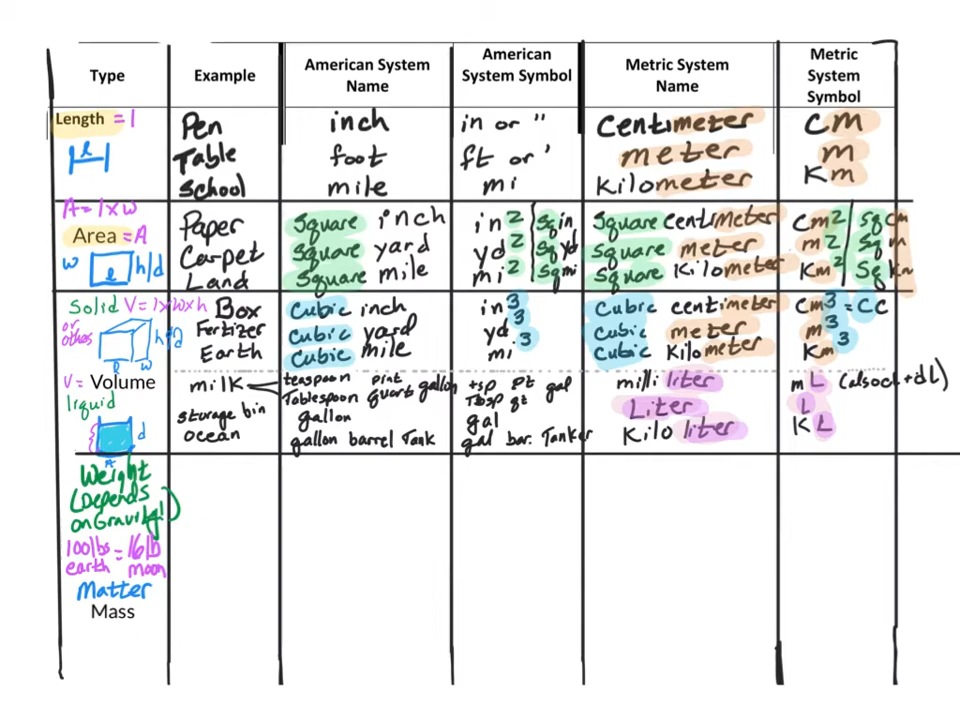 Type Example American System Name American System Symbol Metric System Name Metric System Symbol
Length = l
Pen inch in or " centimeter cm
l Table foot ft or ' meter m
School mile mi Kilometer Km
A = l x w
Area = A
Paper Square inch in² Sq in Square centimeter cm² Sq cm
w l h/d Carpet Square yard yd² Sq yd Square meter m² Sq m
Land Square mile mi² Sq mi Square Kilometer Km² Sq Km
Solid V = l x w x h
or
h/d
l w
Box Cubic inch in³ Cubic centimeter cm³ = CC
Fertizer Cubic yard yd³ Cubic meter m³
Earth Cubic mile mi³ Cubic Kilometer Km³
V = Volume
liquid
d
A
milk teaspoon pint gallon tsp pt gal milli liter mL (also cL + dL)
Tablespoon quart Tbsp qt
storage bin gallon gal Liter L
ocean gallon barrel Tank gal bar. Tanker Kilo liter KL
Weight
(Depends
on Gravity!)
100lbs = 16lb
earth moon
Matter
Mass